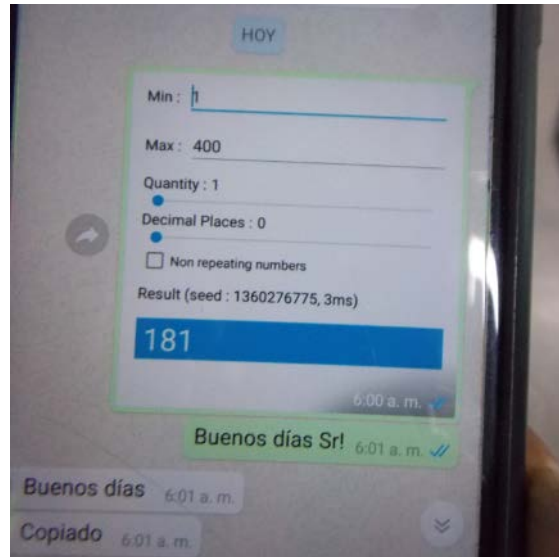 HOY
Min : 1
Max : 400
Quantity : 1
Decimal Places : 0
Non repeating numbers
Result (seed : 1360276775, 3ms)
181
6:00 a. m.
Buenos días Sr! 6:01 a. m.
Buenos días 6:01 a. m.
Copiado 6:01 a. m.